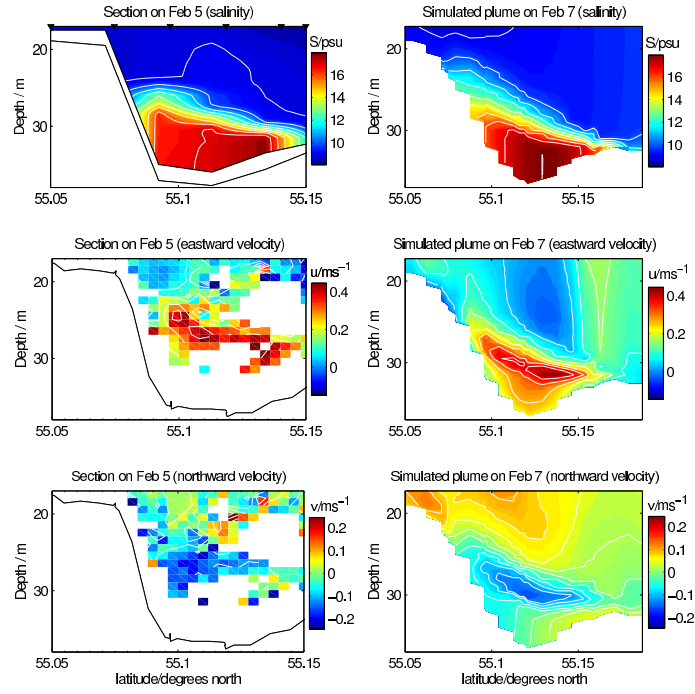 Section on Feb 5 (salinity)
Simulated plume on Feb 7 (salinity)
S/psu
16
14
12
10
20
30
Depth / m
55.05
55.1
55.15
S/psu
16
14
12
10
20
30
Depth / m
55.05
55.1
55.15
Section on Feb 5 (eastward velocity)
Simulated plume on Feb 7 (eastward velocity)
u/ms⁻¹
0.4
0.2
0
20
30
Depth / m
55.05
55.1
55.15
u/ms⁻¹
0.4
0.2
0
20
30
Depth / m
55.05
55.1
55.15
Section on Feb 5 (northward velocity)
Simulated plume on Feb 7 (northward velocity)
v/ms⁻¹
0.2
0.1
0
−0.1
−0.2
20
30
Depth / m
55.05
55.1
55.15
latitude/degrees north
v/ms⁻¹
0.2
0.1
0
−0.1
−0.2
20
30
Depth / m
55.05
55.1
55.15
latitude/degrees north